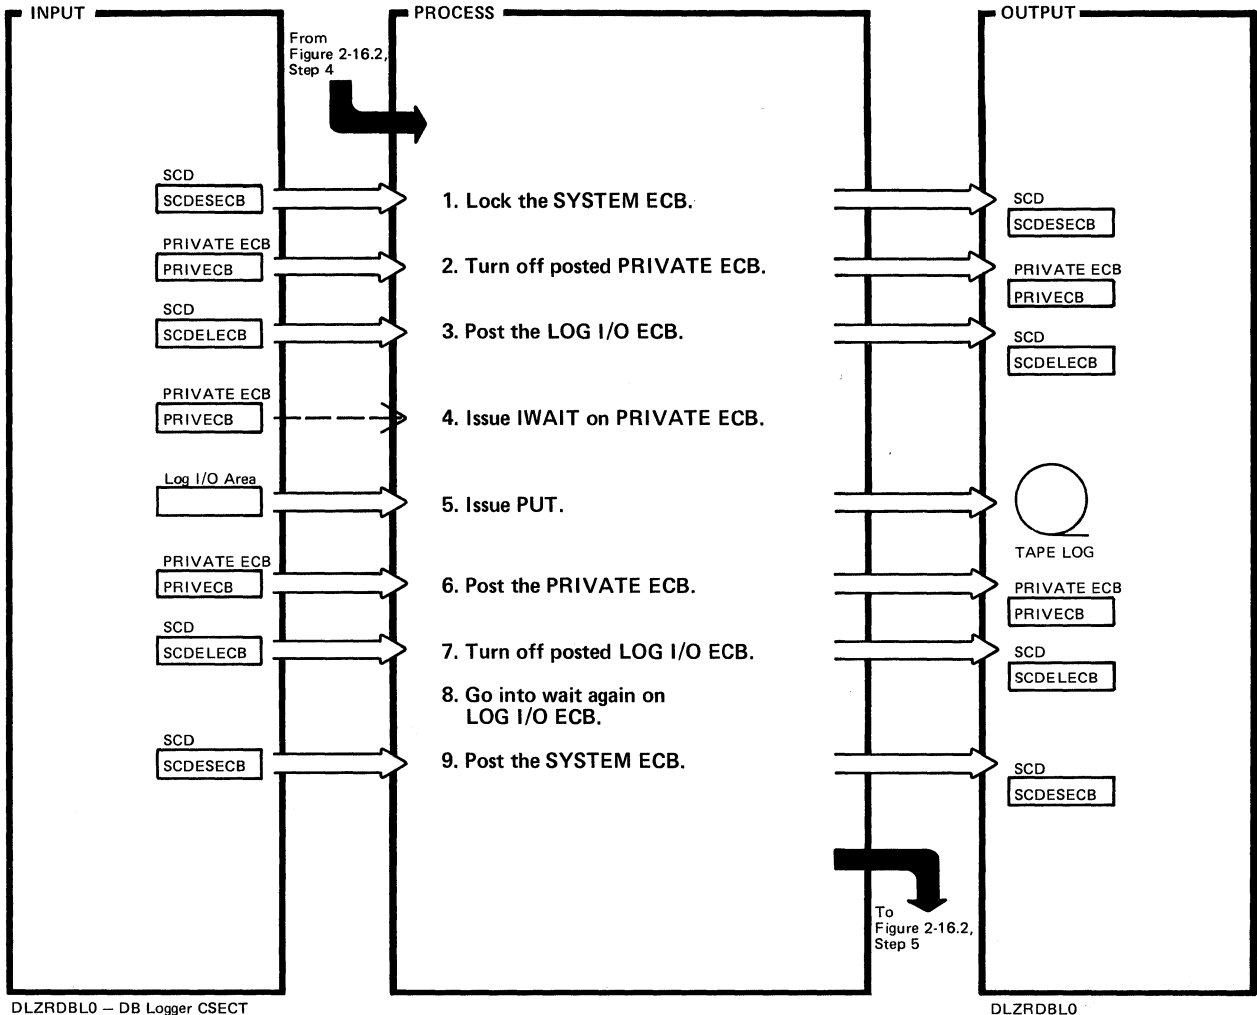 INPUT
PROCESS
OUTPUT
From
Figure 2-16.2,
Step 4
SCD
SCDESECB
1. Lock the SYSTEM ECB.
SCD
SCDESECB
PRIVATE ECB
PRIVECB
2. Turn off posted PRIVATE ECB.
PRIVATE ECB
PRIVECB
SCD
SCDELECB
3. Post the LOG I/O ECB.
SCD
SCDELECB
PRIVATE ECB
PRIVECB
4. Issue IWAIT on PRIVATE ECB.
Log I/O Area
5. Issue PUT.
TAPE LOG
PRIVATE ECB
PRIVECB
6. Post the PRIVATE ECB.
PRIVATE ECB
PRIVECB
SCD
SCDELECB
7. Turn off posted LOG I/O ECB.
SCD
SCDELECB
8. Go into wait again on
LOG I/O ECB.
SCD
SCDESECB
9. Post the SYSTEM ECB.
SCD
SCDESECB
To
Figure 2-16.2,
Step 5
DLZRDBL0 – DB Logger CSECT
DLZRDBL0